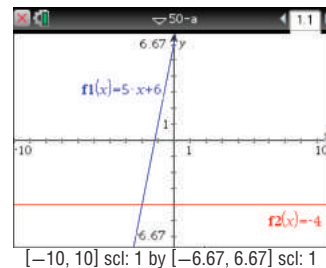 50-a 1.1
6.67 y
f1(x)=5·x+6
1
-10 1 10
f2(x)=-4
-6.67
[−10, 10] scl: 1 by [−6.67, 6.67] scl: 1